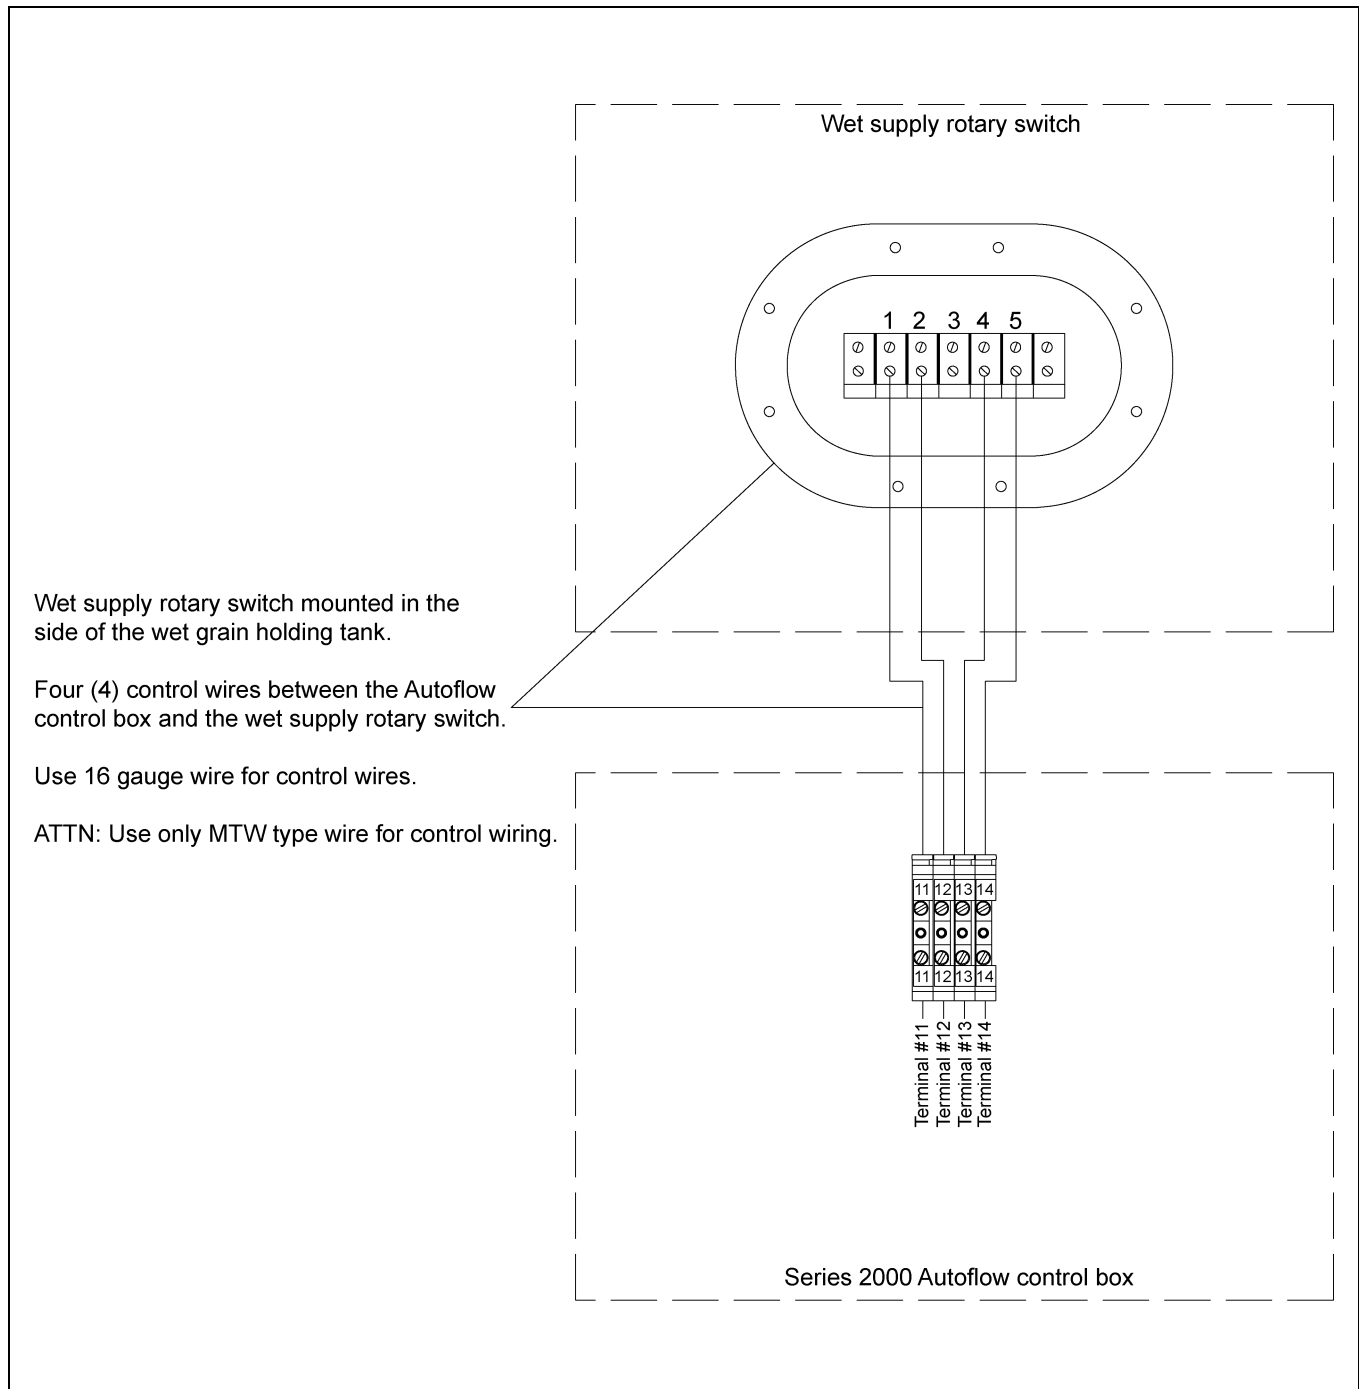 Wet supply rotary switch
1 2 3 4 5
Wet supply rotary switch mounted in the
side of the wet grain holding tank.
Four (4) control wires between the Autoflow
control box and the wet supply rotary switch.
Use 16 gauge wire for control wires.
ATTN: Use only MTW type wire for control wiring.
11 12 13 14
11 12 13 14
Terminal #11
Terminal #12
Terminal #13
Terminal #14
Series 2000 Autoflow control box